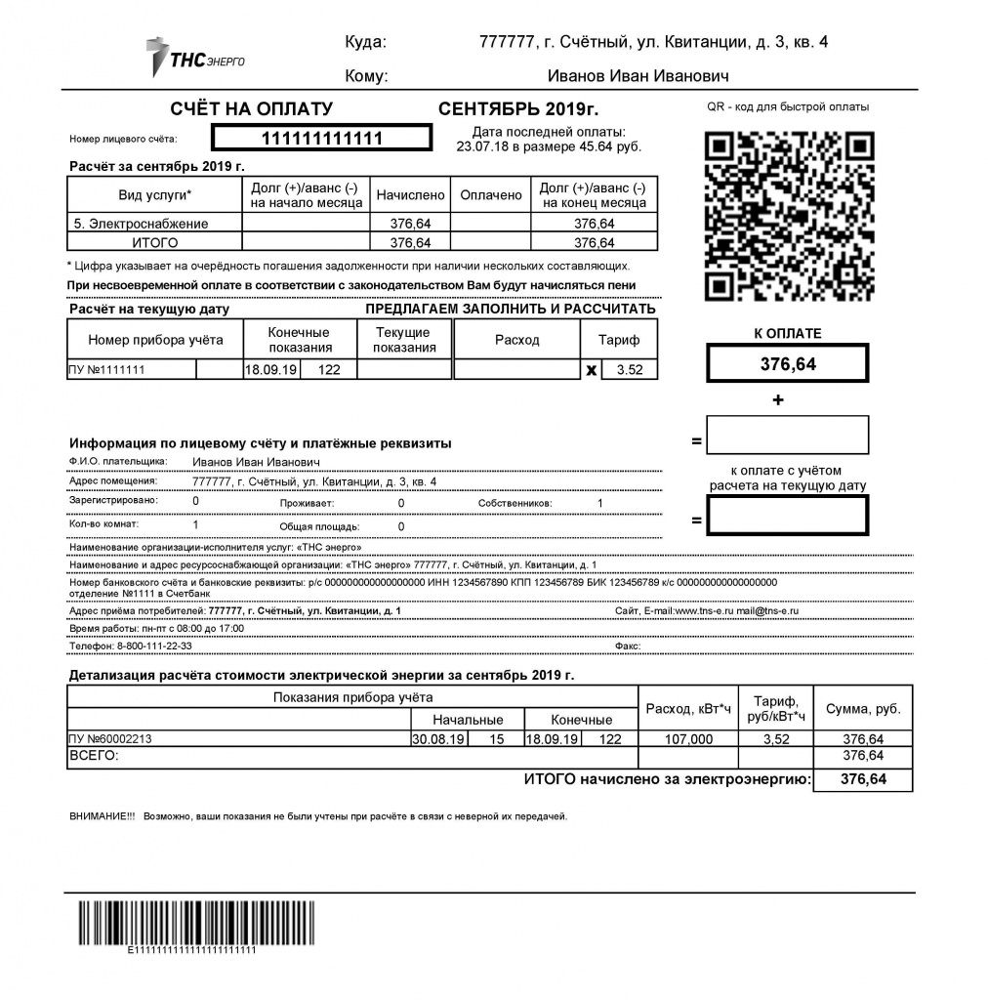 ТНС ЭНЕРГО
Куда: 777777, г. Счётный, ул. Квитанции, д. 3, кв. 4
Кому: Иванов Иван Иванович
СЧЁТ НА ОПЛАТУ СЕНТЯБРЬ 2019г.
QR - код для быстрой оплаты
Номер лицевого счёта: 111111111111
Дата последней оплаты:
23.07.18 в размере 45.64 руб.
Расчёт за сентябрь 2019 г.
Вид услуги* Долг (+)/аванс (-) на начало месяца Начислено Оплачено Долг (+)/аванс (-) на конец месяца
5. Электроснабжение 376,64 376,64
ИТОГО 376,64 376,64
* Цифра указывает на очерёдность погашения задолженности при наличии нескольких составляющих.
При несвоевременной оплате в соответствии с законодательством Вам будут начисляться пени
Расчёт на текущую дату ПРЕДЛАГАЕМ ЗАПОЛНИТЬ И РАССЧИТАТЬ
Номер прибора учёта Конечные показания Текущие показания Расход Тариф
ПУ №1111111 18.09.19 122 x 3.52
К ОПЛАТЕ
376,64
+
=
к оплате с учётом
расчета на текущую дату
=
Информация по лицевому счёту и платёжные реквизиты
Ф.И.О. плательщика: Иванов Иван Иванович
Адрес помещения: 777777, г. Счётный, ул. Квитанции, д. 3, кв. 4
Зарегистрировано: 0 Проживает: 0 Собственников: 1
Кол-во комнат: 1 Общая площадь: 0
Наименование организации-исполнителя услуг: «ТНС энерго»
Наименование и адрес ресурсоснабжающей организации: «ТНС энерго» 777777, г. Счётный, ул. Квитанции, д. 1
Номер банковского счёта и банковские реквизиты: р/с 000000000000000000 ИНН 1234567890 КПП 123456789 БИК 123456789 к/с 000000000000000000
отделение №1111 в Счетбанк
Адрес приёма потребителей: 777777, г. Счётный, ул. Квитанции, д. 1 Сайт, E-mail:www.tns-e.ru mail@tns-e.ru
Время работы: пн-пт с 08:00 до 17:00
Телефон: 8-800-111-22-33 Факс:
Детализация расчёта стоимости электрической энергии за сентябрь 2019 г.
Показания прибора учёта Расход, кВт*ч Тариф, руб/кВт*ч Сумма, руб.
Начальные Конечные
ПУ №60002213 30.08.19 15 18.09.19 122 107,000 3,52 376,64
ВСЕГО: 376,64
ИТОГО начислено за электроэнергию: 376,64
ВНИМАНИЕ!!! Возможно, ваши показания не были учтены при расчёте в связи с неверной их передачей.